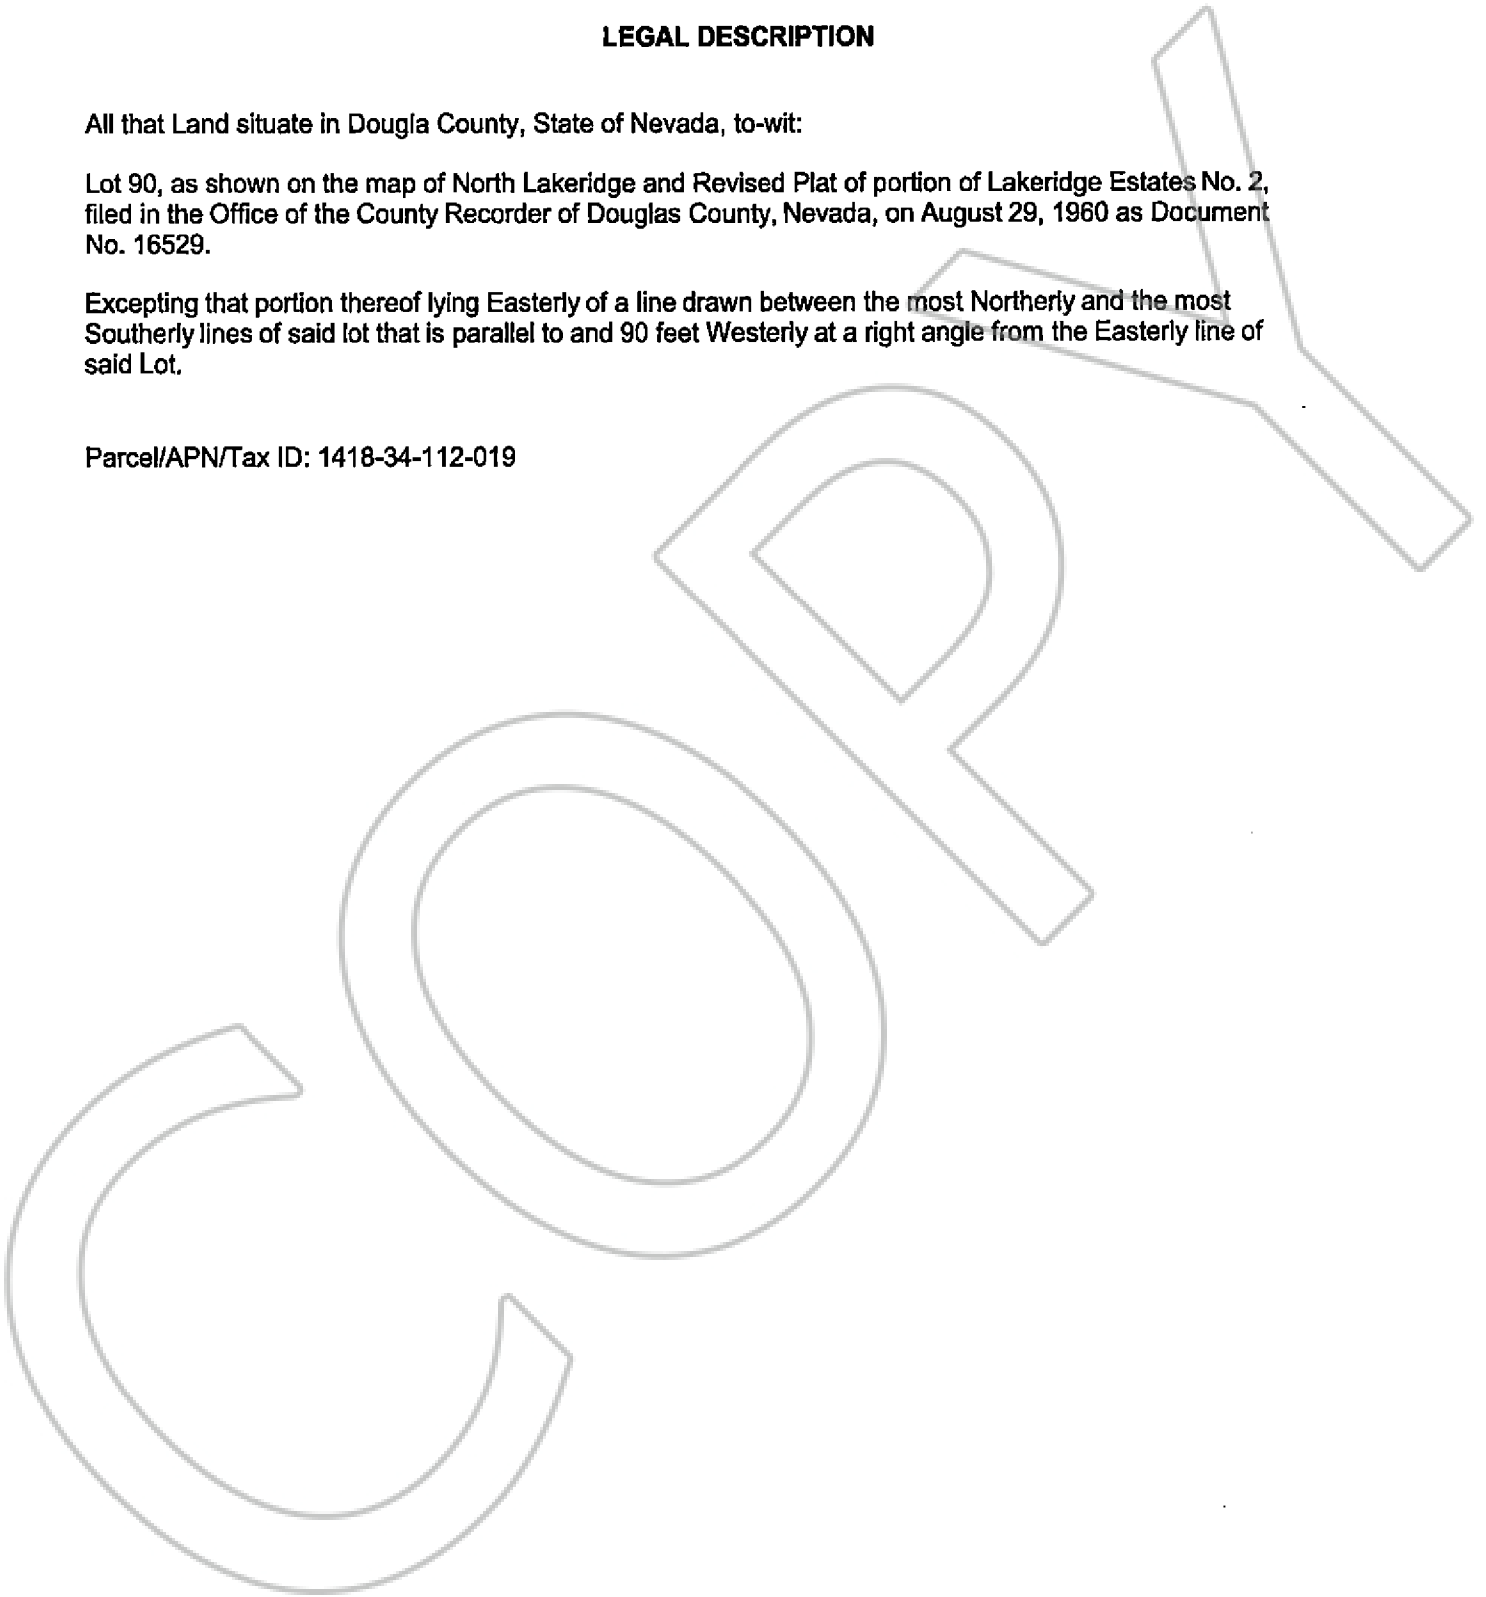 LEGAL DESCRIPTION
All that Land situate in Dougla County, State of Nevada, to-wit:
Lot 90, as shown on the map of North Lakeridge and Revised Plat of portion of Lakeridge Estates No. 2,
filed in the Office of the County Recorder of Douglas County, Nevada, on August 29, 1960 as Document
No. 16529.
Excepting that portion thereof lying Easterly of a line drawn between the most Northerly and the most
Southerly lines of said lot that is parallel to and 90 feet Westerly at a right angle from the Easterly line of
said Lot.
Parcel/APN/Tax ID: 1418-34-112-019
COPY